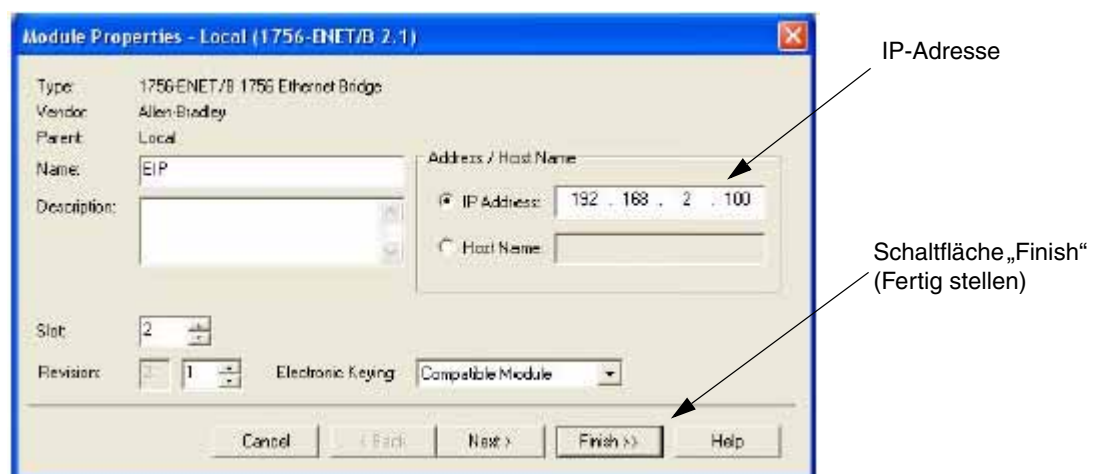 Module Properties - Local (1756-ENET/B 2.1)
IP-Adresse
Type: 1756-ENET/B 1756 Ethernet Bridge
Vendor: Allen-Bradley
Parent: Local
Name: EIP
Address / Host Name
Description:
IP Address: 192 . 168 . 2 . 100
Host Name:
Schaltfläche „Finish“
(Fertig stellen)
Slot: 2
Revision: 2 1 Electronic Keying: Compatible Module
Cancel < Back Next > Finish >> Help